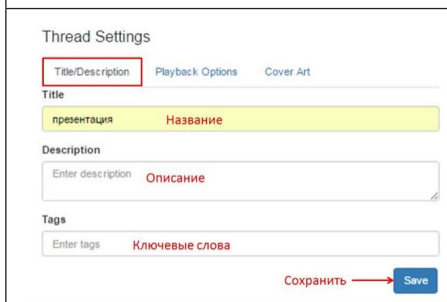 Thread Settings
Title/Description Playback Options Cover Art
Title
презентация Название
Description
Enter description Описание
Tags
Enter tags Ключевые слова
Сохранить Save